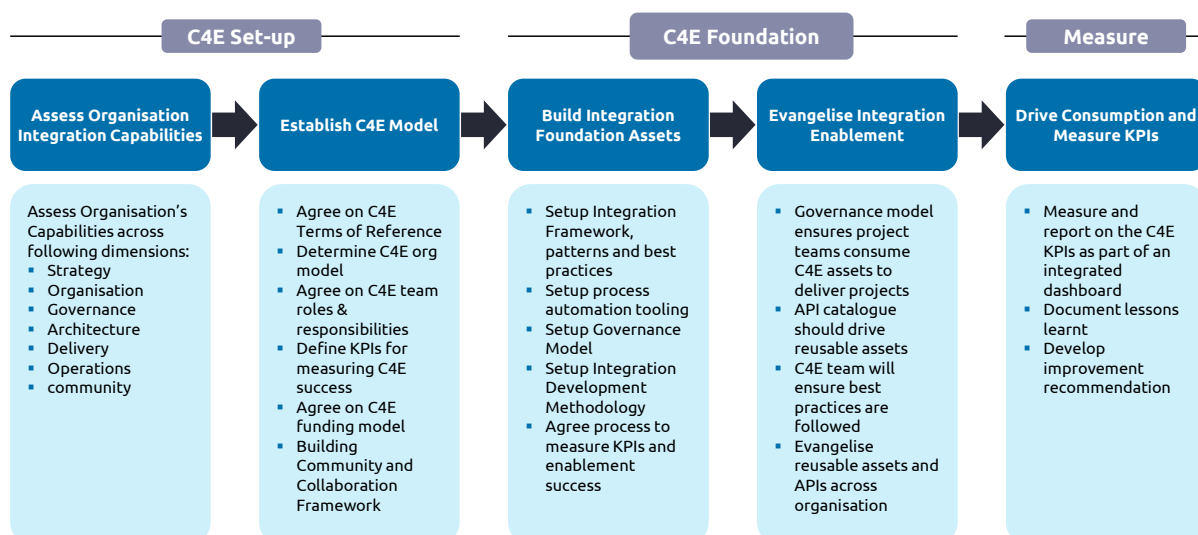 C4E Set-up
C4E Foundation
Measure
Assess Organisation
Integration Capabilities
Establish C4E Model
Build Integration
Foundation Assets
Evangelise Integration
Enablement
Drive Consumption and
Measure KPIs
Assess Organisation’s
Capabilities across
following dimensions:
▪ Strategy
▪ Organisation
▪ Governance
▪ Architecture
▪ Delivery
▪ Operations
▪ community
▪ Agree on C4E
Terms of Reference
▪ Determine C4E org
model
▪ Agree on C4E team
roles &
responsibilities
▪ Define KPIs for
measuring C4E
success
▪ Agree on C4E
funding model
▪ Building
Community and
Collaboration
Framework
▪ Setup Integration
Framework,
patterns and best
practices
▪ Setup process
automation tooling
▪ Setup Governance
Model
▪ Setup Integration
Development
Methodology
▪ Agree process to
measure KPIs and
enablement
success
▪ Governance model
ensures project
teams consume
C4E assets to
deliver projects
▪ API catalogue
should drive
reusable assets
▪ C4E team will
ensure best
practices are
followed
▪ Evangelise
reusable assets and
APIs across
organisation
▪ Measure and
report on the C4E
KPIs as part of an
integrated
dashboard
▪ Document lessons
learnt
▪ Develop
improvement
recommendation